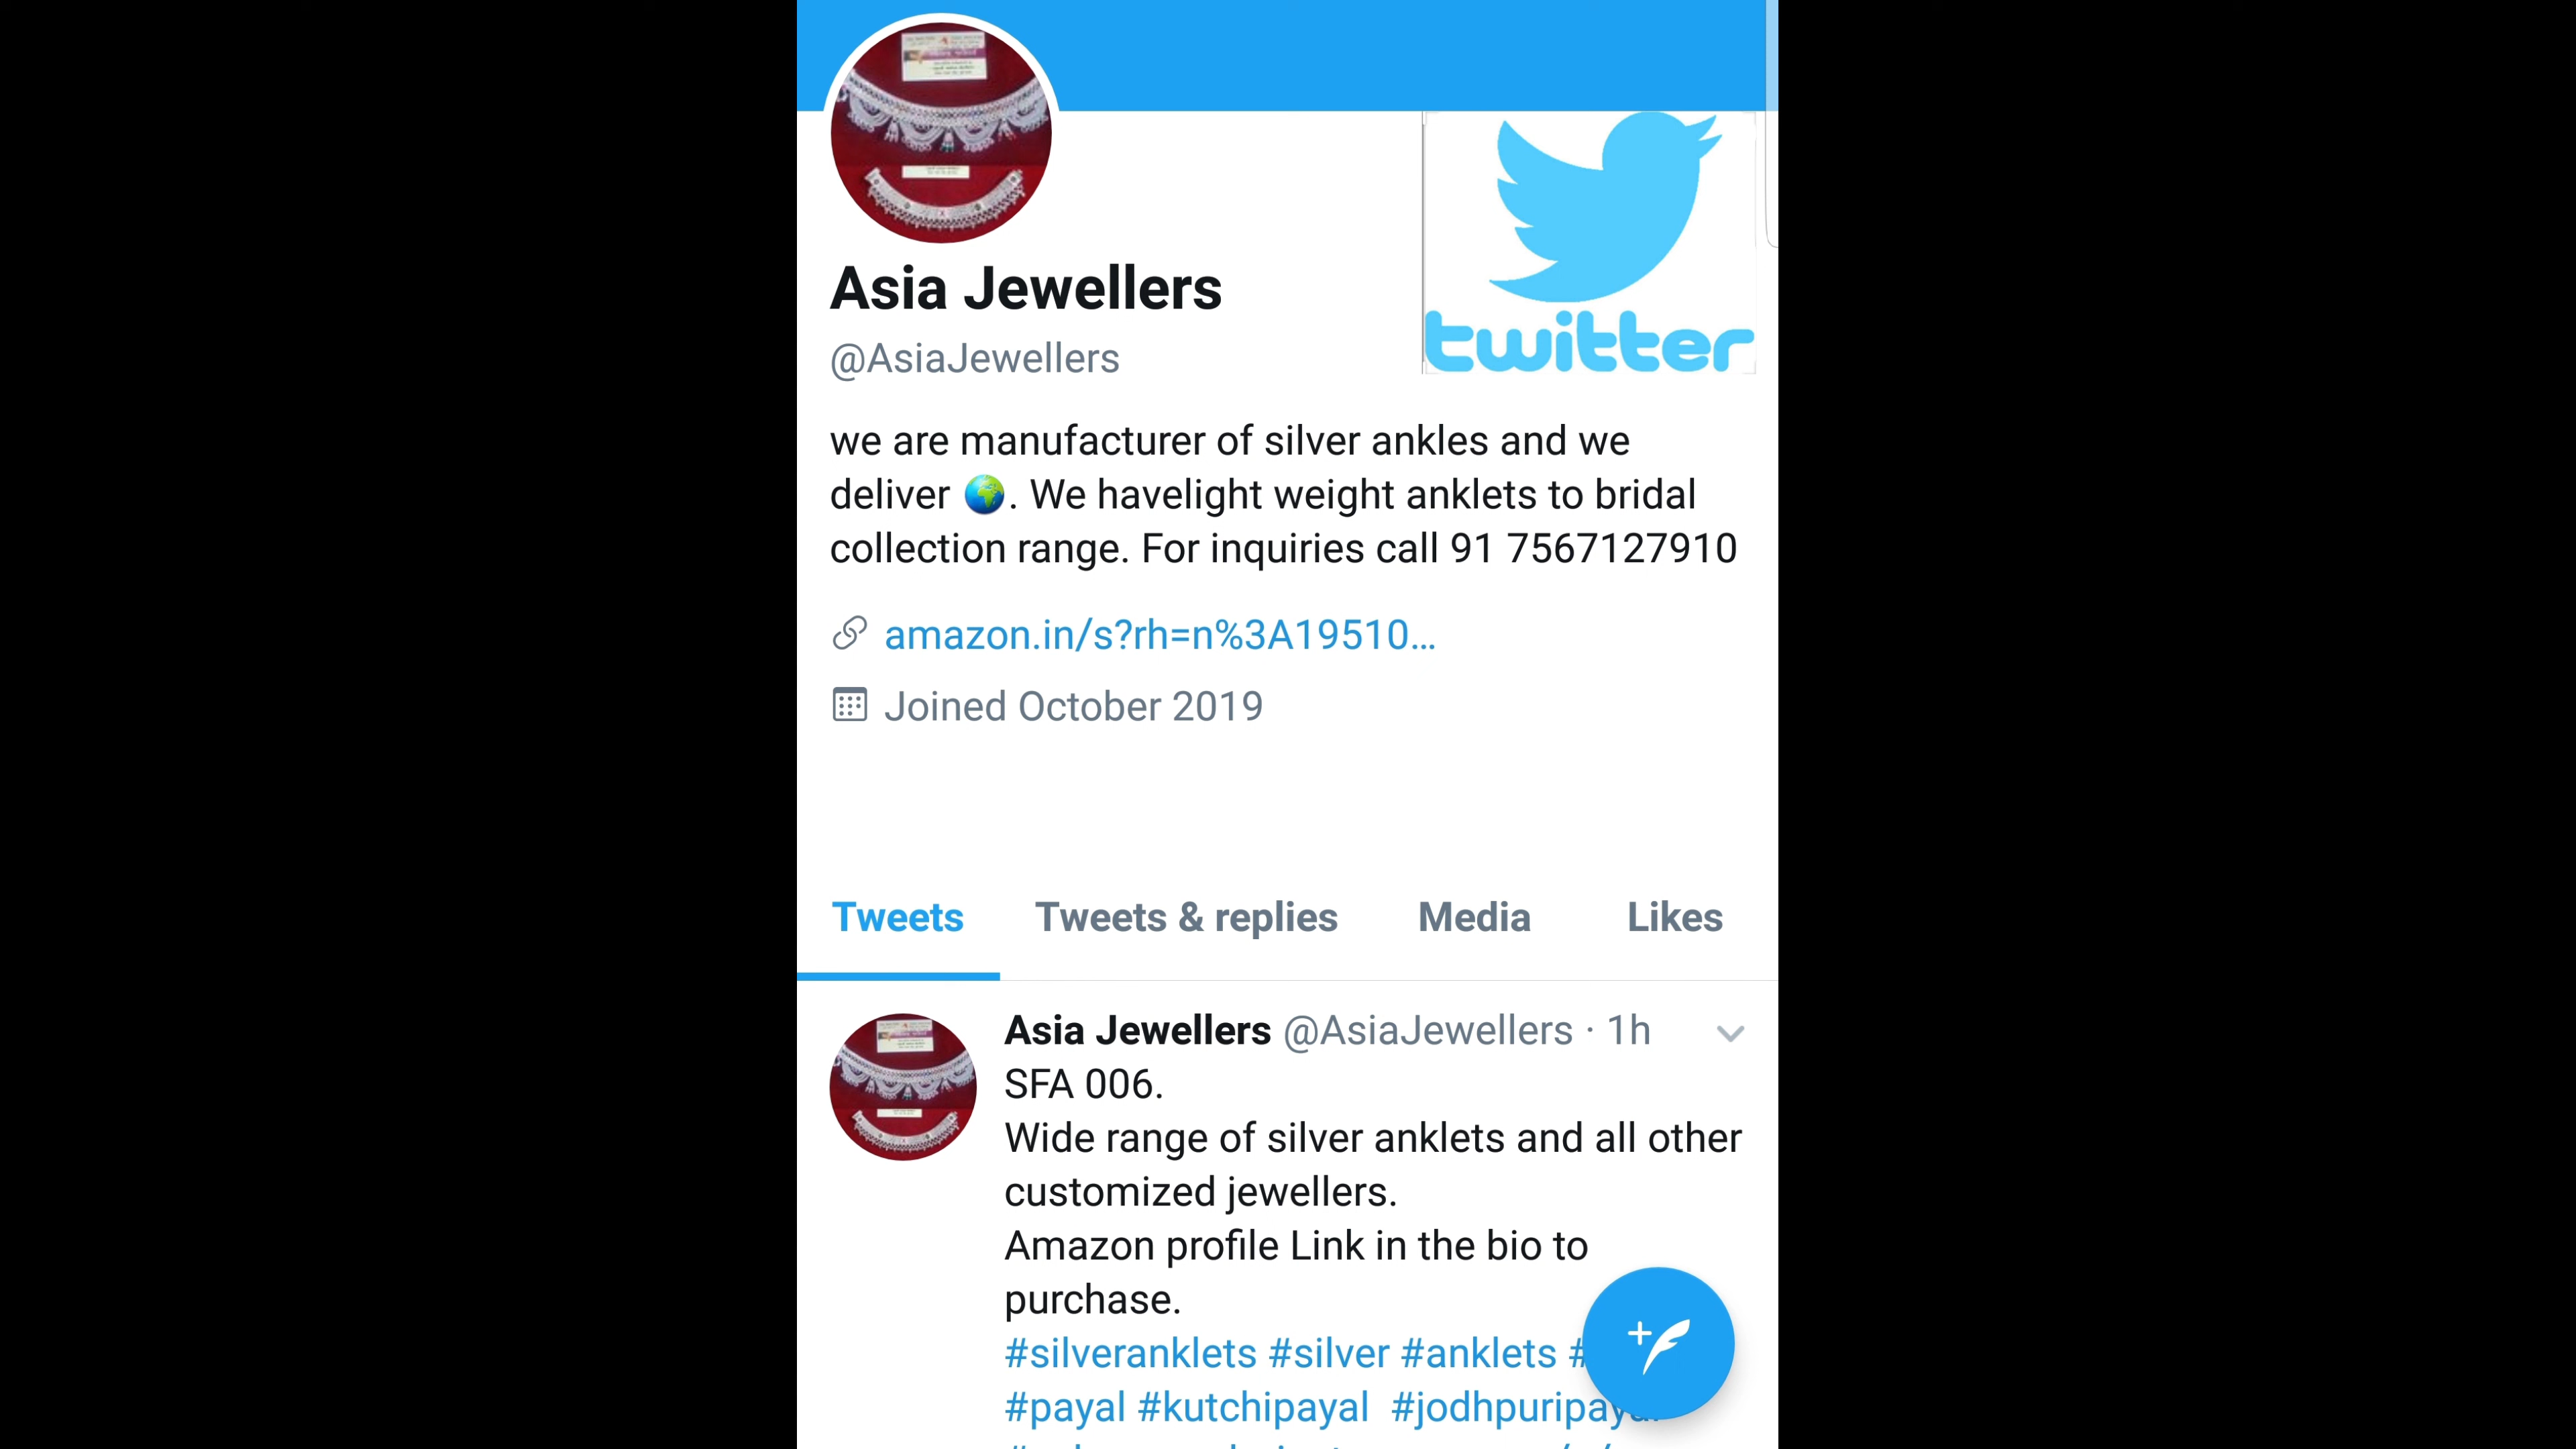 Asia Jewellers
@AsiaJewellers
twitter
we are manufacturer of silver ankles and we
deliver 🌍. We havelight weight anklets to bridal
collection range. For inquiries call 91 7567127910
amazon.in/s?rh=n%3A19510...
Joined October 2019
Tweets Tweets & replies Media Likes
Asia Jewellers @AsiaJewellers · 1h
SFA 006.
Wide range of silver anklets and all other
customized jewellers.
Amazon profile Link in the bio to
purchase.
#silveranklets #silver #anklets #
#payal #kutchipayal #jodhpuripayal